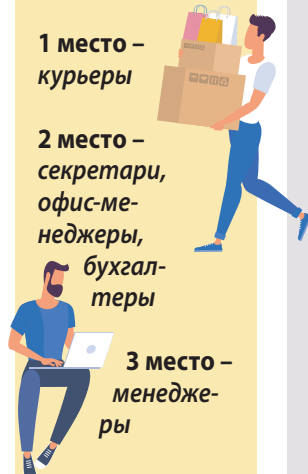 1 место –
курьеры
2 место –
секретари,
офис-ме-
неджеры,
бухгал-
теры
3 место –
менедже-
ры